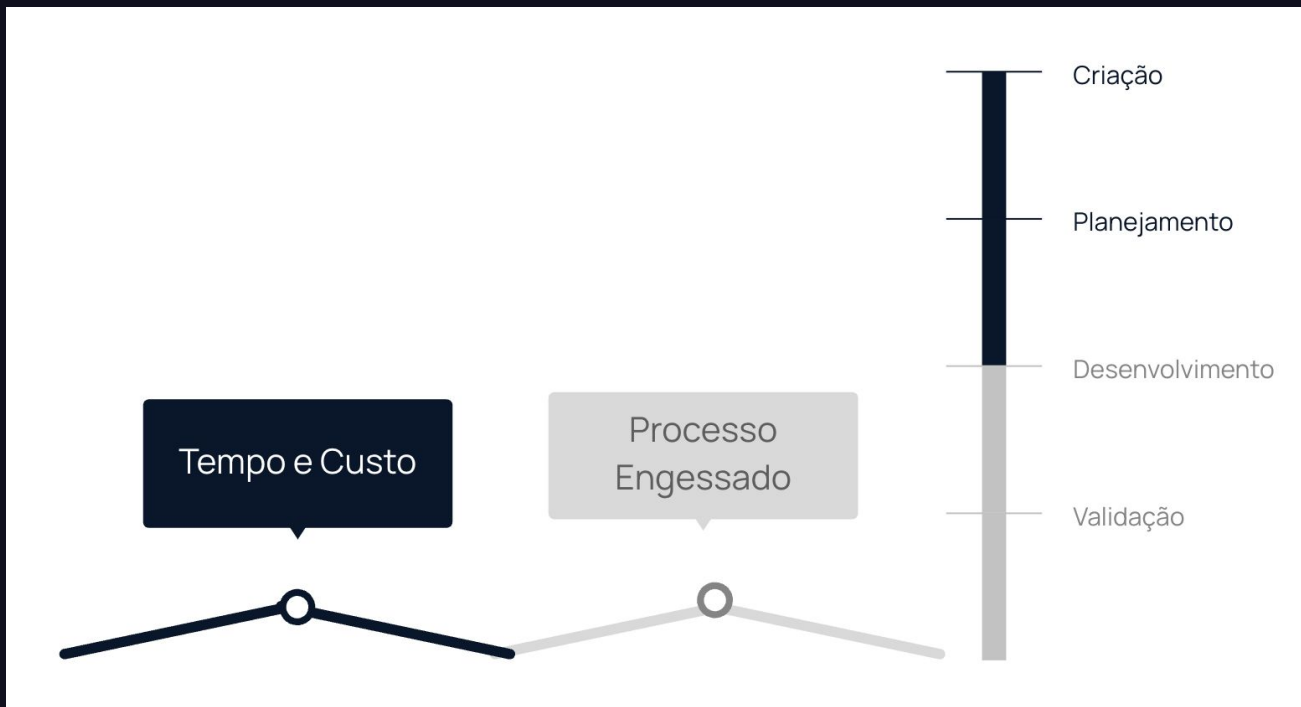 Criação
Planejamento
Desenvolvimento
Validação
Tempo e Custo
Processo
Engessado